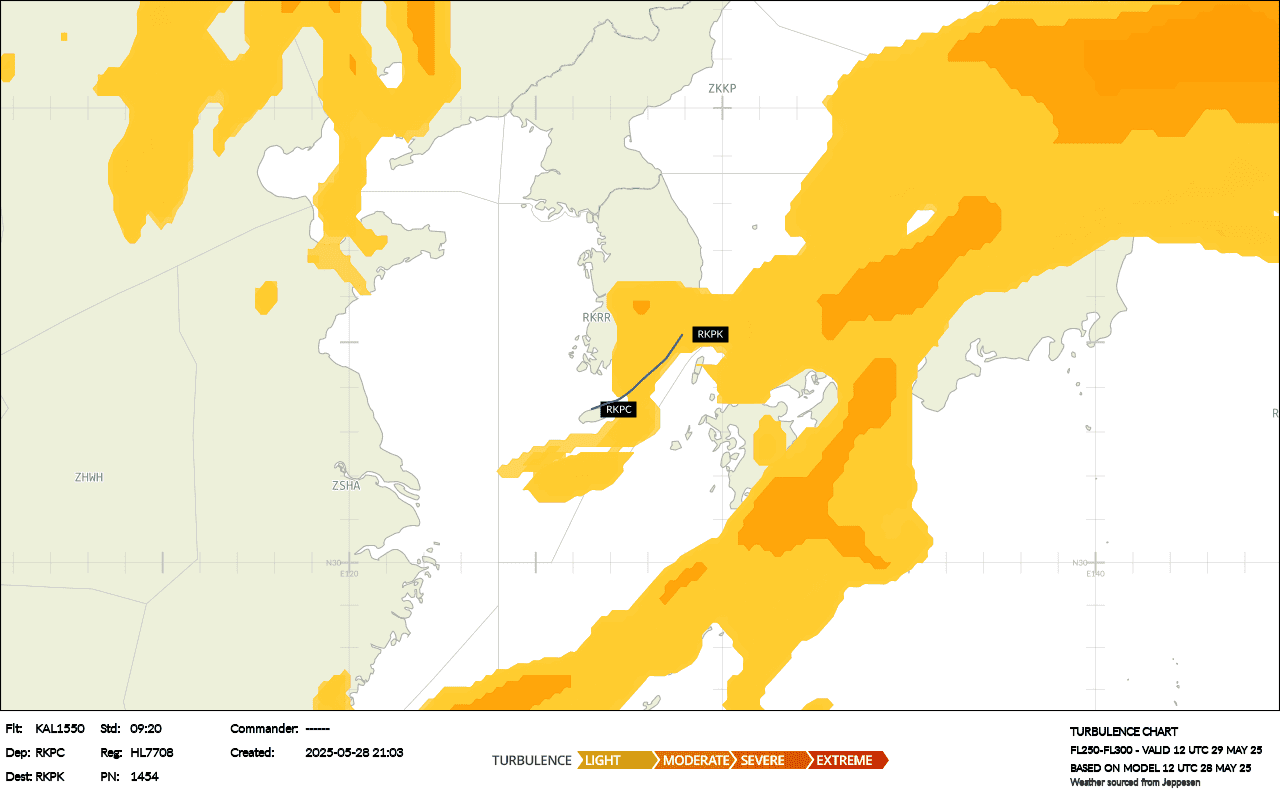 ZKKP
RKRR
RKPK
RKPC
R
ZHWH
ZSHA
N30
E120
N30
E140
Flt: KAL1550 Std: 09:20 Commander: ------
Dep: RKPC Reg: HL7708 Created: 2025-05-28 21:03
Dest: RKPK PN: 1454
TURBULENCE LIGHT MODERATE SEVERE EXTREME
TURBULENCE CHART
FL250-FL300 - VALID 12 UTC 29 MAY 25
BASED ON MODEL 12 UTC 28 MAY 25
Weather sourced from Jeppesen